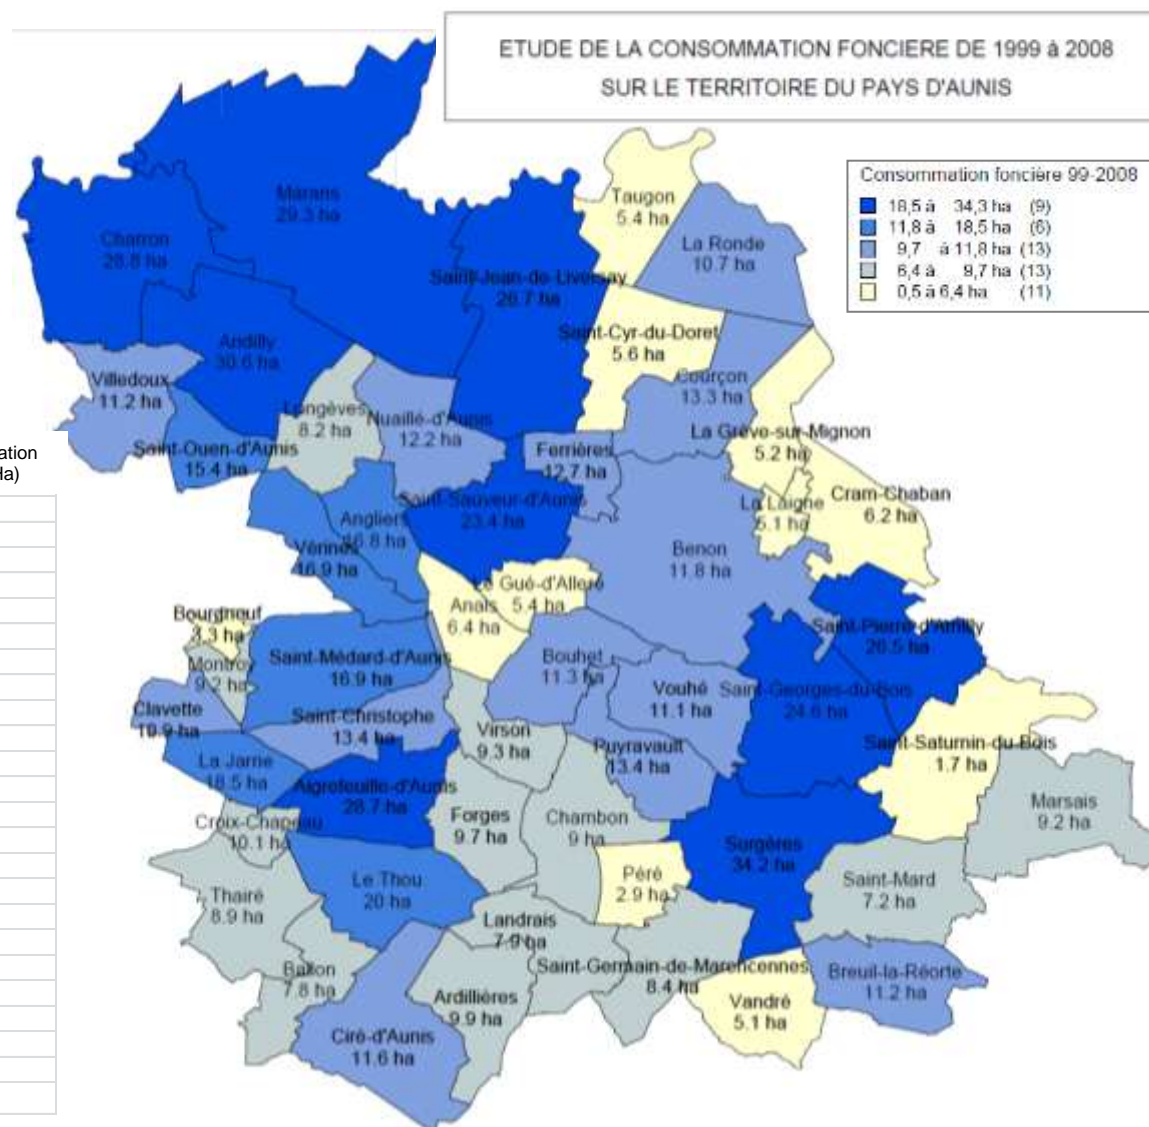 ETUDE DE LA CONSOMMATION FONCIERE DE 1999 à 2008
SUR LE TERRITOIRE DU PAYS D'AUNIS
Consommation foncière 99-2008
18,5 à 34,3 ha (9)
11,8 à 18,5 ha (6)
9,7 à 11,8 ha (13)
6,4 à 9,7 ha (13)
0,5 à 6,4 ha (11)
Taugon
5.4 ha
Marans
29.3 ha
Charron
28.8 ha
La Ronde
10.7 ha
Saint-Jean-de-Liversay
26.7 ha
Saint-Cyr-du-Doret
5.6 ha
Andilly
30.6 ha
Villedoux
11.2 ha
Courçon
13.3 ha
Longèves
8.2 ha
Nuaillé-d'Aunis
12.2 ha
La Grève-sur-Mignon
5.2 ha
Saint-Ouen-d'Aunis
15.4 ha
Ferrières
12.7 ha
ation
Ha)
Cram-Chaban
6.2 ha
La Laigne
5.1 ha
Saint-Sauveur-d'Aunis
23.4 ha
Angliers
16.8 ha
Vérines
16.9 ha
Benon
11.8 ha
Le Gué-d'Alleré
5.4 ha
Anais
6.4 ha
Bourgneuf
3.3 ha
Saint-Pierre-d'Amilly
26.5 ha
Montroy
9.2 ha
Saint-Médard-d'Aunis
16.9 ha
Bouhet
11.3 ha
Vouhé
11.1 ha
Saint-Georges-du-Bois
24.6 ha
Clavette
19.9 ha
Saint-Christophe
13.4 ha
Virson
9.3 ha
Puyravault
13.4 ha
Saint-Saturnin-du-Bois
1.7 ha
La Jarrie
18.5 ha
Aigrefeuille-d'Aunis
28.7 ha
Marsais
9.2 ha
Croix-Chapeau
10.1 ha
Forges
9.7 ha
Chambon
9 ha
Surgères
34.2 ha
Le Thou
20 ha
Péré
2.9 ha
Saint-Mard
7.2 ha
Thairé
8.9 ha
Landrais
7.9 ha
Ballon
7.8 ha
Saint-Germain-de-Marencennes
8.4 ha
Breuil-la-Réorte
11.2 ha
Ardillières
9.9 ha
Vandré
5.1 ha
Ciré-d'Aunis
11.6 ha